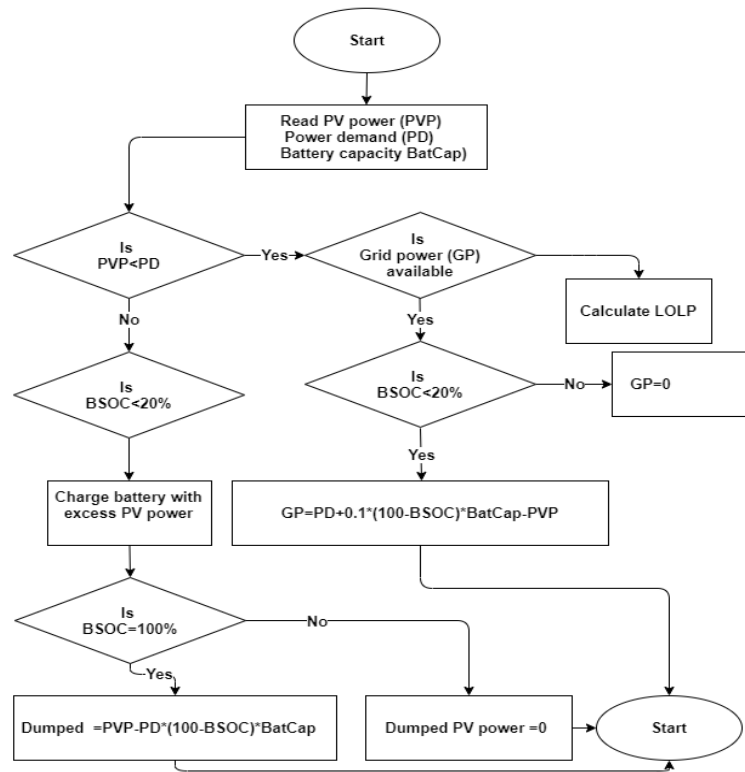 Start
Read PV power (PVP)
Power demand (PD)
Battery capacity BatCap)
Is
PVP<PD
Yes
Is
Grid power (GP)
available
Calculate LOLP
No
Yes
Is
BSOC<20%
Is
BSOC<20%
No
GP=0
Yes
Charge battery with
excess PV power
GP=PD+0.1*(100-BSOC)*BatCap-PVP
Is
BSOC=100%
No
Yes
Dumped =PVP-PD*(100-BSOC)*BatCap
Dumped PV power =0
Start